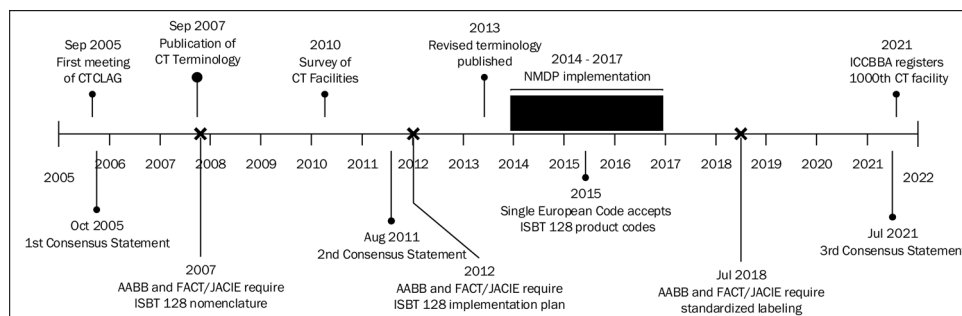 Sep 2005
First meeting
of CTCLAG
Sep 2007
Publication of
CT Terminology
2010
Survey of
CT Facilities
2013
Revised terminology
published
2014 - 2017
NMDP implementation
2021
ICCBBA registers
1000th CT facility
2005
2006
2007
2008
2009
2010
2011
2012
2013
2014
2015
2016
2017
2018
2019
2020
2021
2022
Oct 2005
1st Consensus Statement
2007
AABB and FACT/JACIE require
ISBT 128 nomenclature
Aug 2011
2nd Consensus Statement
2012
AABB and FACT/JACIE require
ISBT 128 implementation plan
2015
Single European Code accepts
ISBT 128 product codes
Jul 2018
AABB and FACT/JACIE require
standardized labeling
Jul 2021
3rd Consensus Statement